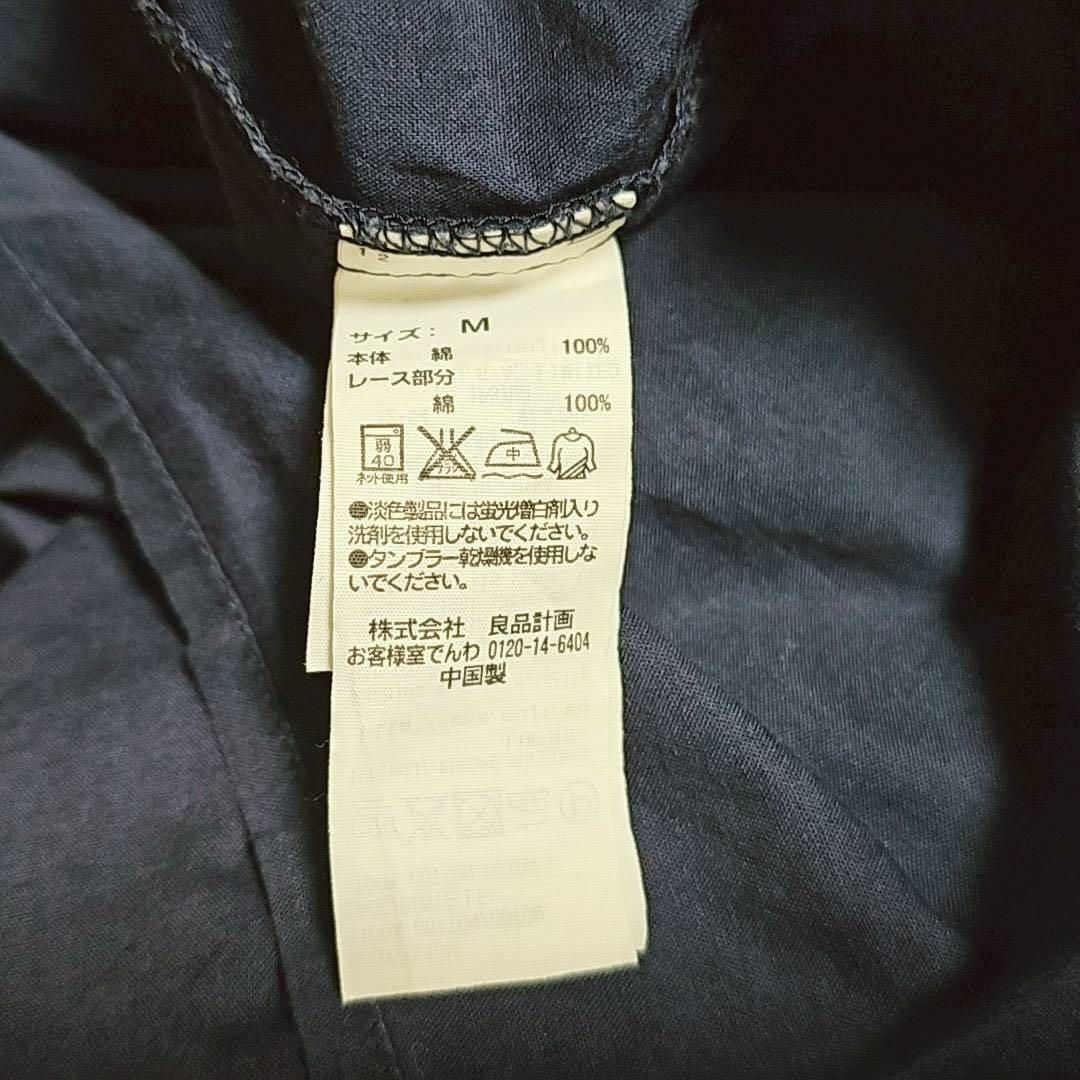 1 2
サイズ: M
本体 綿 100%
レース部分
綿 100%
弱
40
ネット使用
中
●淡色製品には蛍光増白剤入り
洗剤を使用しないでください。
●タンブラー乾燥機を使用しな
いでください。
株式会社 良品計画
お客様室でんわ 0120-14-6404
中国製